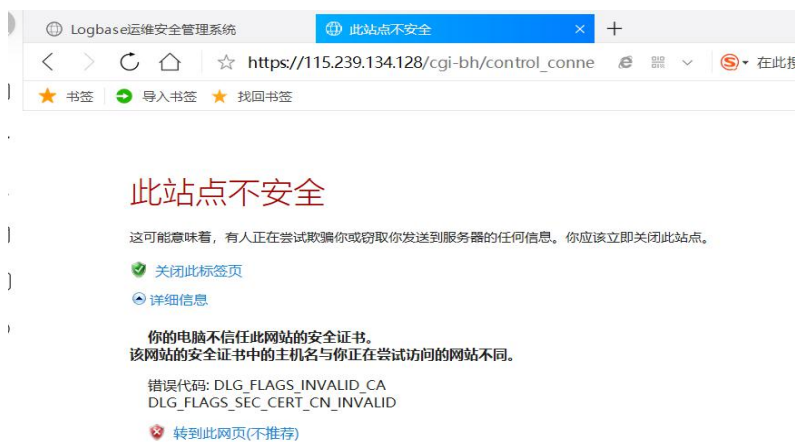 Logbase运维安全管理系统
此站点不安全
https://115.239.134.128/cgi-bh/control_conne
在此搜
书签 导入书签 找回书签
此站点不安全
这可能意味着，有人正在尝试欺骗你或窃取你发送到服务器的任何信息。你应该立即关闭此站点。
关闭此标签页
详细信息
你的电脑不信任此网站的安全证书。
该网站的安全证书中的主机名与你正在尝试访问的网站不同。
错误代码: DLG_FLAGS_INVALID_CA
DLG_FLAGS_SEC_CERT_CN_INVALID
转到此网页(不推荐)